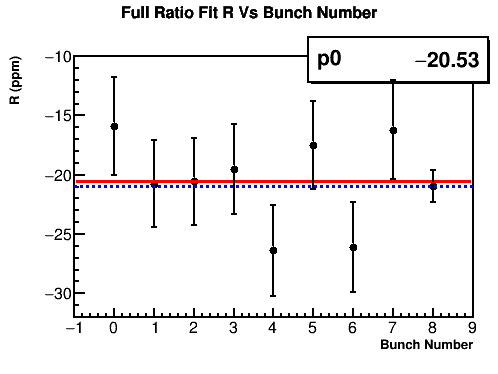 Full Ratio Fit R Vs Bunch Number
p0 −20.53
R (ppm)
−10
−15
−20
−25
−30
−1 0 1 2 3 4 5 6 7 8 9
Bunch Number